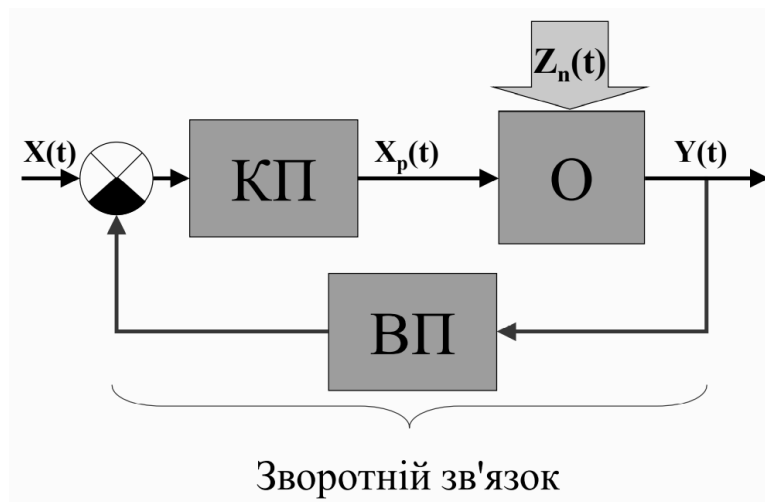 Zn(t)
X(t)
КП
Xp(t)
О
Y(t)
ВП
Зворотній зв'язок